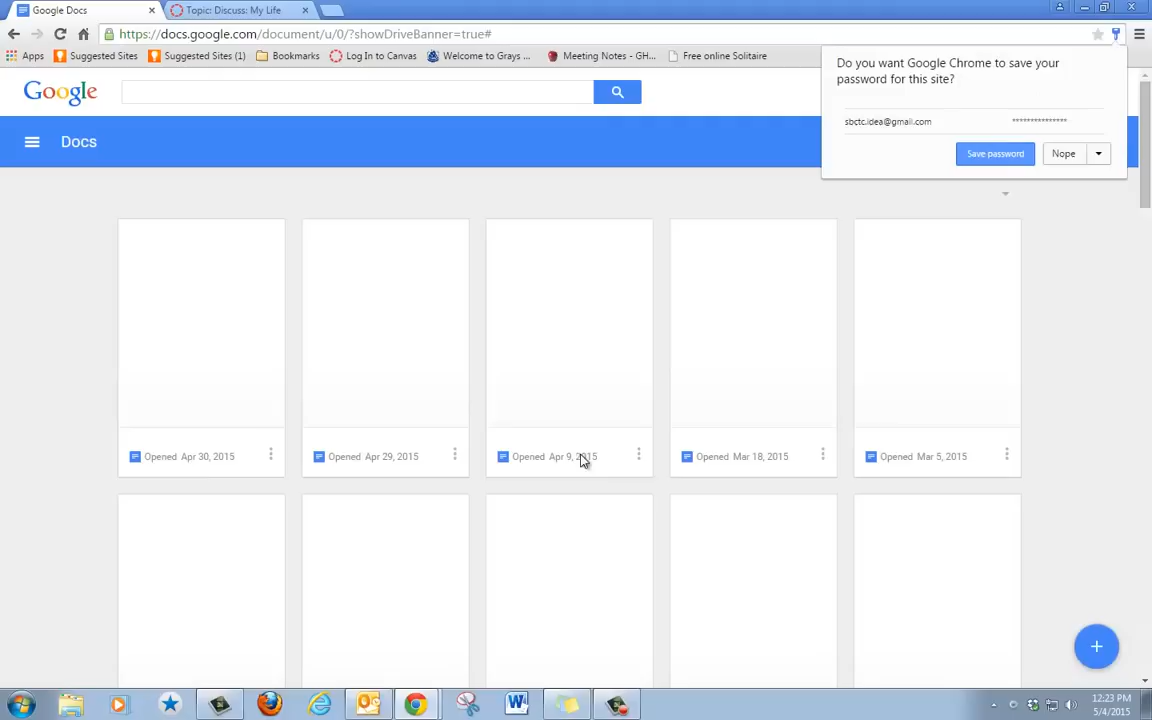 Google Docs
Topic: Discuss: My Life
https://docs.google.com/document/u/0/?showDriveBanner=true#
Apps
Suggested Sites
Suggested Sites (1)
Bookmarks
Log In to Canvas
Welcome to Grays ...
Meeting Notes - GH...
Free online Solitaire
Do you want Google Chrome to save your
password for this site?
sbctc.idea@gmail.com ***************
Save password
Nope
Google
Docs
Opened Apr 30, 2015
Opened Apr 29, 2015
Opened Apr 9, 2015
Opened Mar 18, 2015
Opened Mar 5, 2015
12:23 PM
5/4/2015